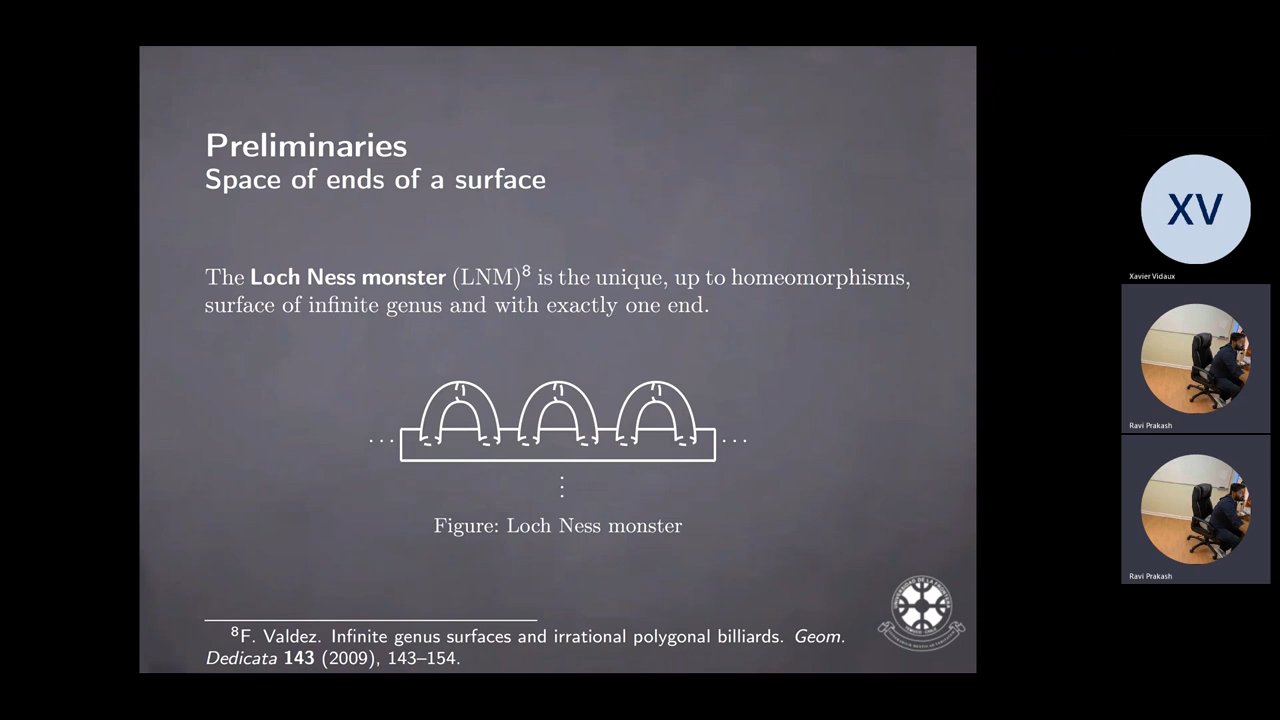 Preliminaries
Space of ends of a surface
The Loch Ness monster (LNM)⁸ is the unique, up to homeomorphisms,
surface of infinite genus and with exactly one end.
· · ·
· · ·
⋮
Figure: Loch Ness monster
⁸F. Valdez. Infinite genus surfaces and irrational polygonal billiards. Geom.
Dedicata 143 (2009), 143–154.
XV
Xavier Vidaux
Ravi Prakash
Ravi Prakash